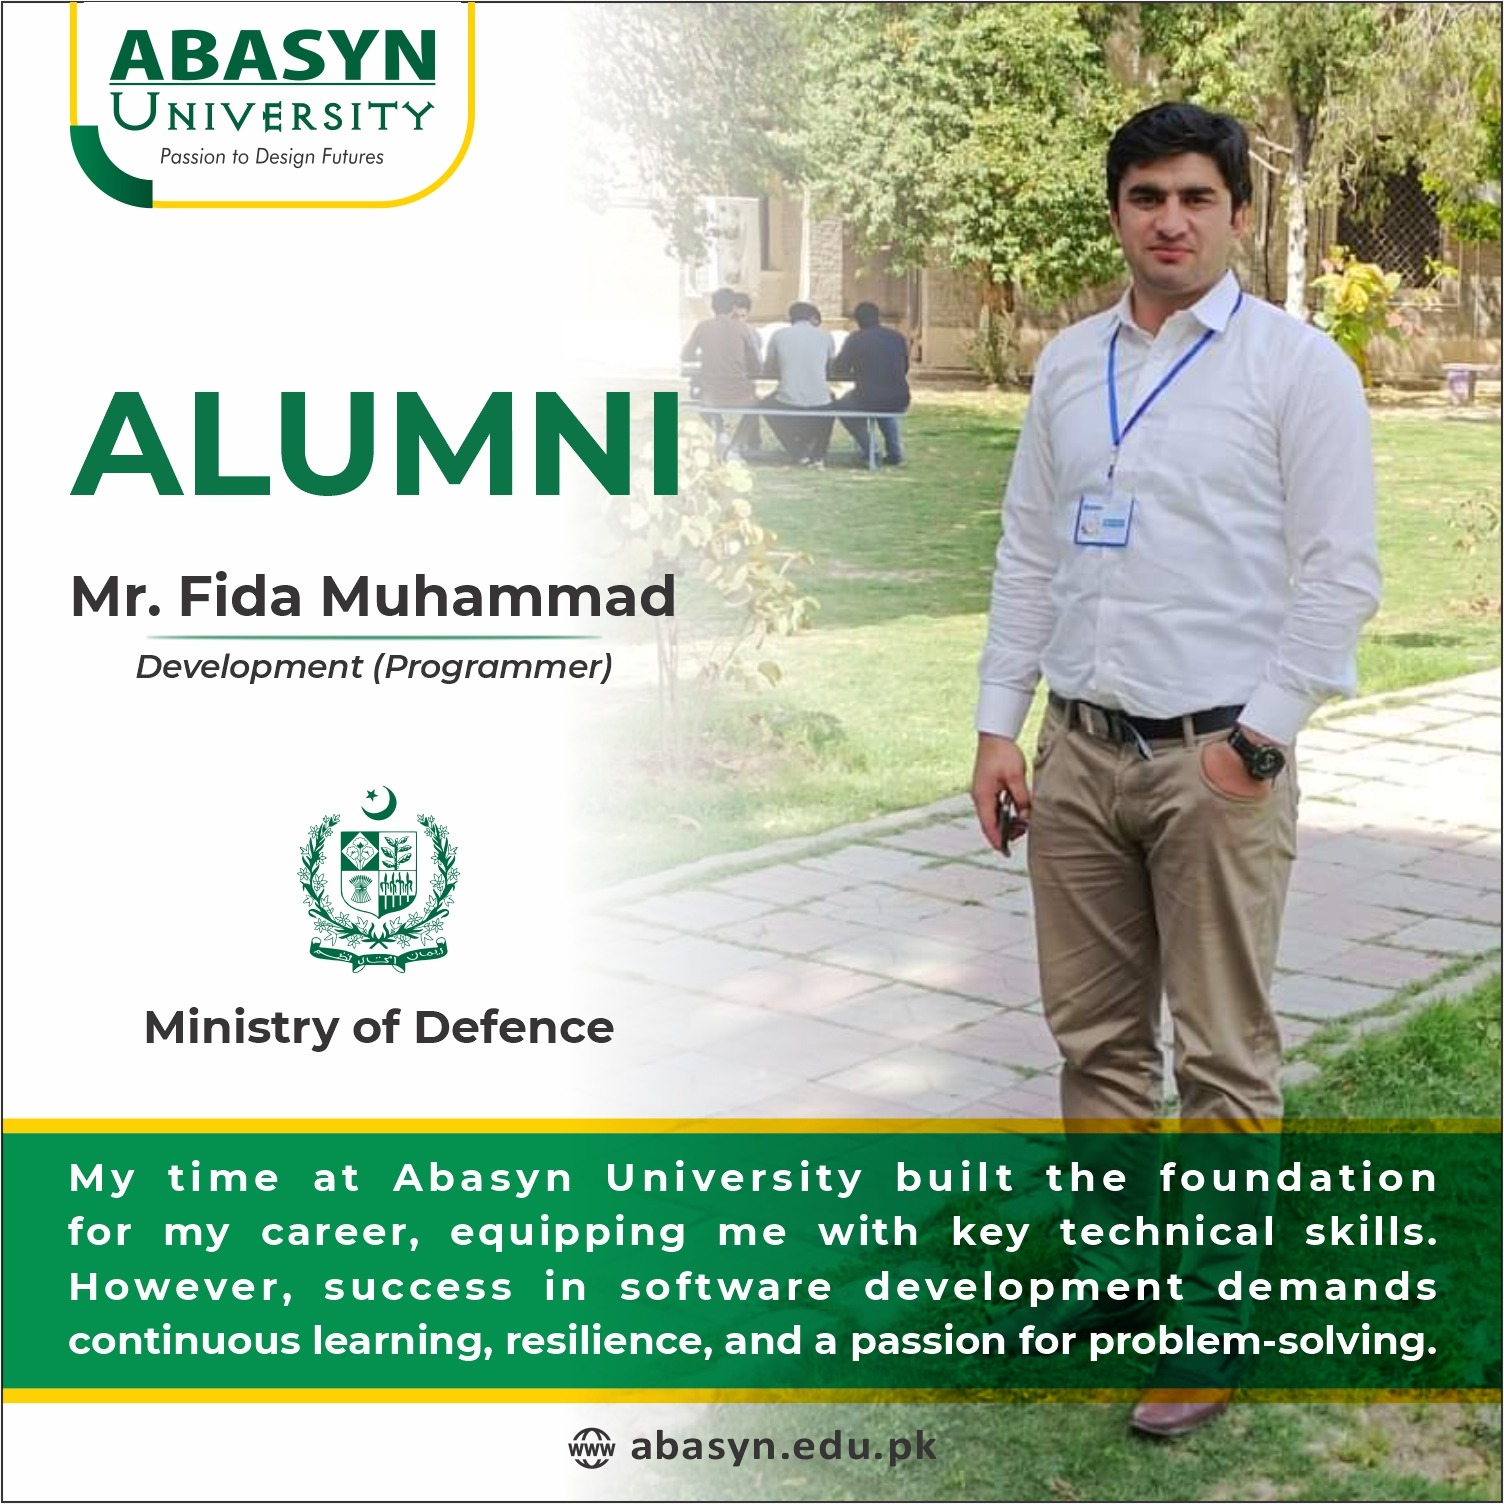 ABASYN
UNIVERSITY
Passion to Design Futures
ALUMNI
Mr. Fida Muhammad
Development (Programmer)
Ministry of Defence
My time at Abasyn University built the foundation
for my career, equipping me with key technical skills.
However, success in software development demands
continuous learning, resilience, and a passion for problem-solving.
www abasyn.edu.pk